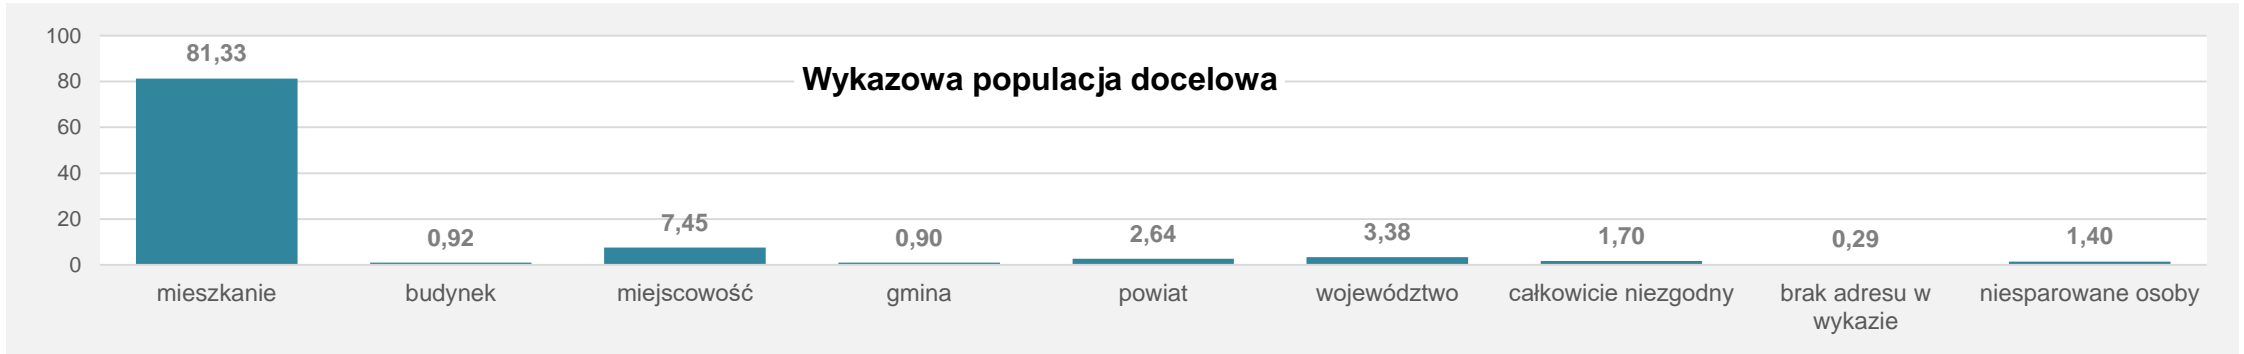 Wykazowa populacja docelowa
100
80
60
40
20
0
81,33
0,92
7,45
0,90
2,64
3,38
1,70
0,29
1,40
mieszkanie
budynek
miejscowość
gmina
powiat
województwo
całkowicie niezgodny
brak adresu w
wykazie
niesparowane osoby